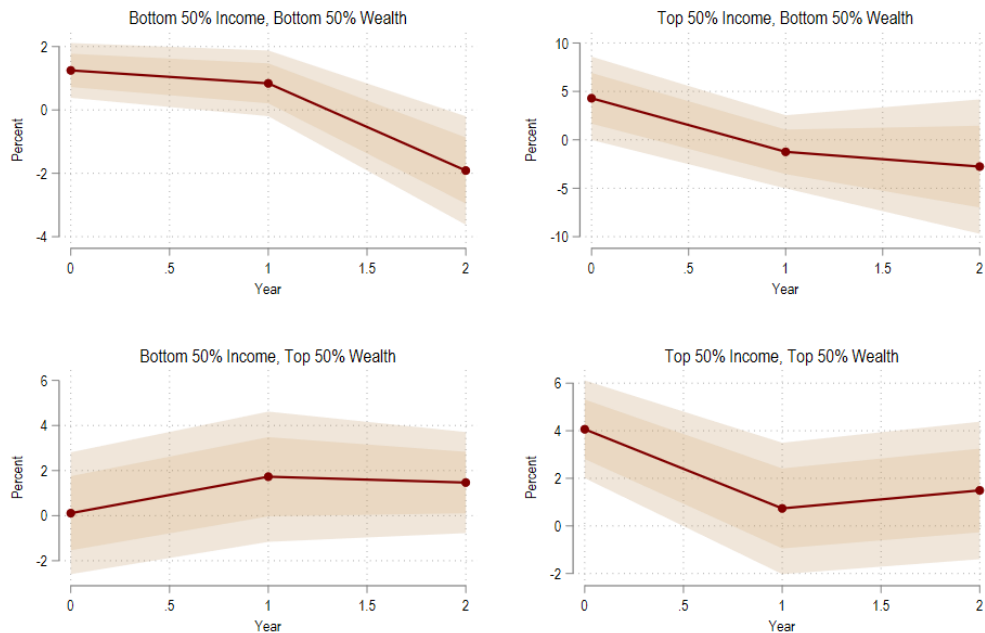 Bottom 50% Income, Bottom 50% Wealth
2
0
-2
-4
Percent
0 .5 1 1.5 2
Year
Top 50% Income, Bottom 50% Wealth
10
5
0
-5
-10
Percent
0 .5 1 1.5 2
Year
Bottom 50% Income, Top 50% Wealth
6
4
2
0
-2
Percent
0 .5 1 1.5 2
Year
Top 50% Income, Top 50% Wealth
6
4
2
0
-2
Percent
0 .5 1 1.5 2
Year